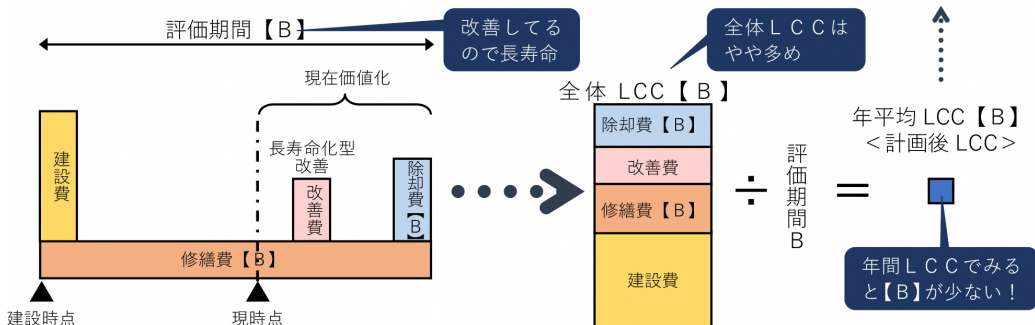 評価期間【B】
改善してる
ので長寿命
現在価値化
建設費
長寿命化型
改善
改善費
除却費【B】
修繕費【B】
建設時点
現時点
全体ＬＣＣは
やや多め
全体 LCC【B】
除却費【B】
改善費
修繕費【B】
建設費
÷
評価期間B
＝
年平均 LCC【B】
＜計画後 LCC＞
年間ＬＣＣでみる
と【B】が少ない！